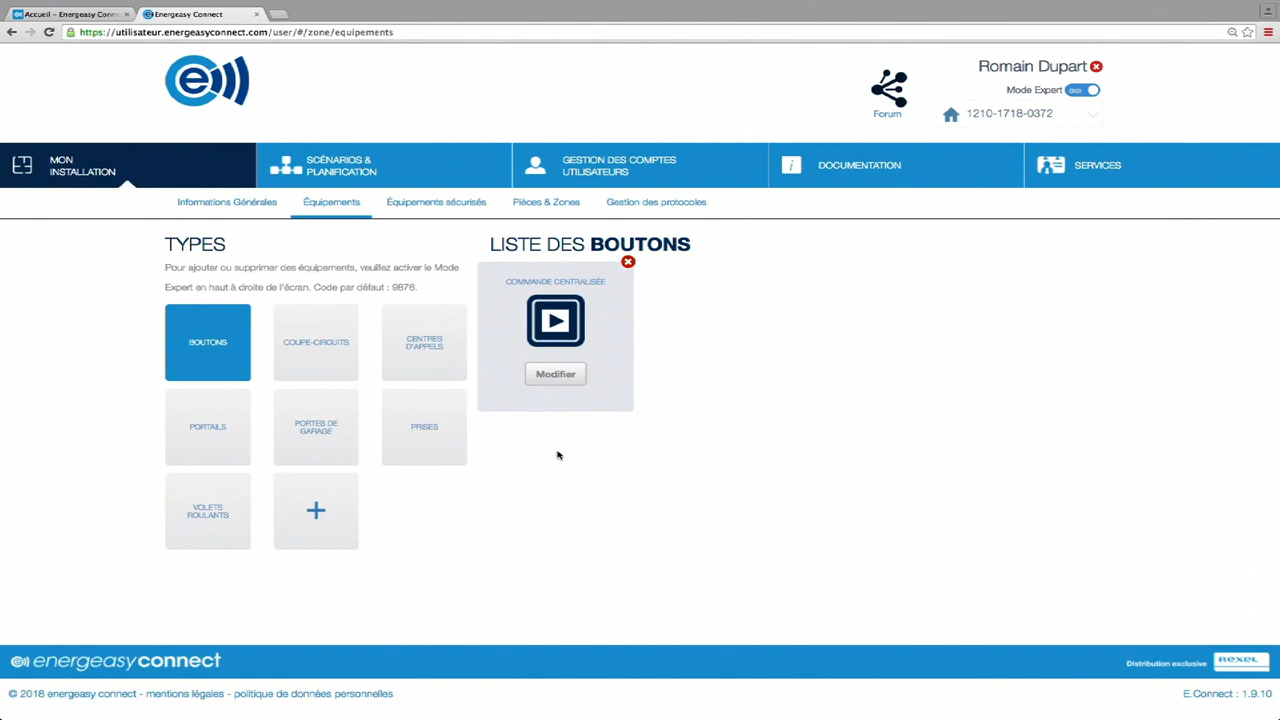 Accueil – Energeasy Conn
Energeasy Connect
https://utilisateur.energeasyconnect.com/user/#/zone/equipements
Romain Dupart
Mode Expert OUI
Forum
1210-1718-0372
MON
INSTALLATION
SCÉNARIOS &
PLANIFICATION
GESTION DES COMPTES
UTILISATEURS
DOCUMENTATION
SERVICES
Informations Générales
Équipements
Équipements sécurisés
Pièces & Zones
Gestion des protocoles
TYPES
Pour ajouter ou supprimer des équipements, veuillez activer le Mode
Expert en haut à droite de l'écran. Code par défaut : 9876.
BOUTONS
COUPE-CIRCUITS
CENTRES
D'APPELS
PORTAILS
PORTES DE
GARAGE
PRISES
VOLETS
ROULANTS
+
LISTE DES BOUTONS
COMMANDE CENTRALISÉE
Modifier
energeasyconnect
Distribution exclusive REXEL
© 2018 energeasy connect - mentions légales - politique de données personnelles
E.Connect : 1.9.10